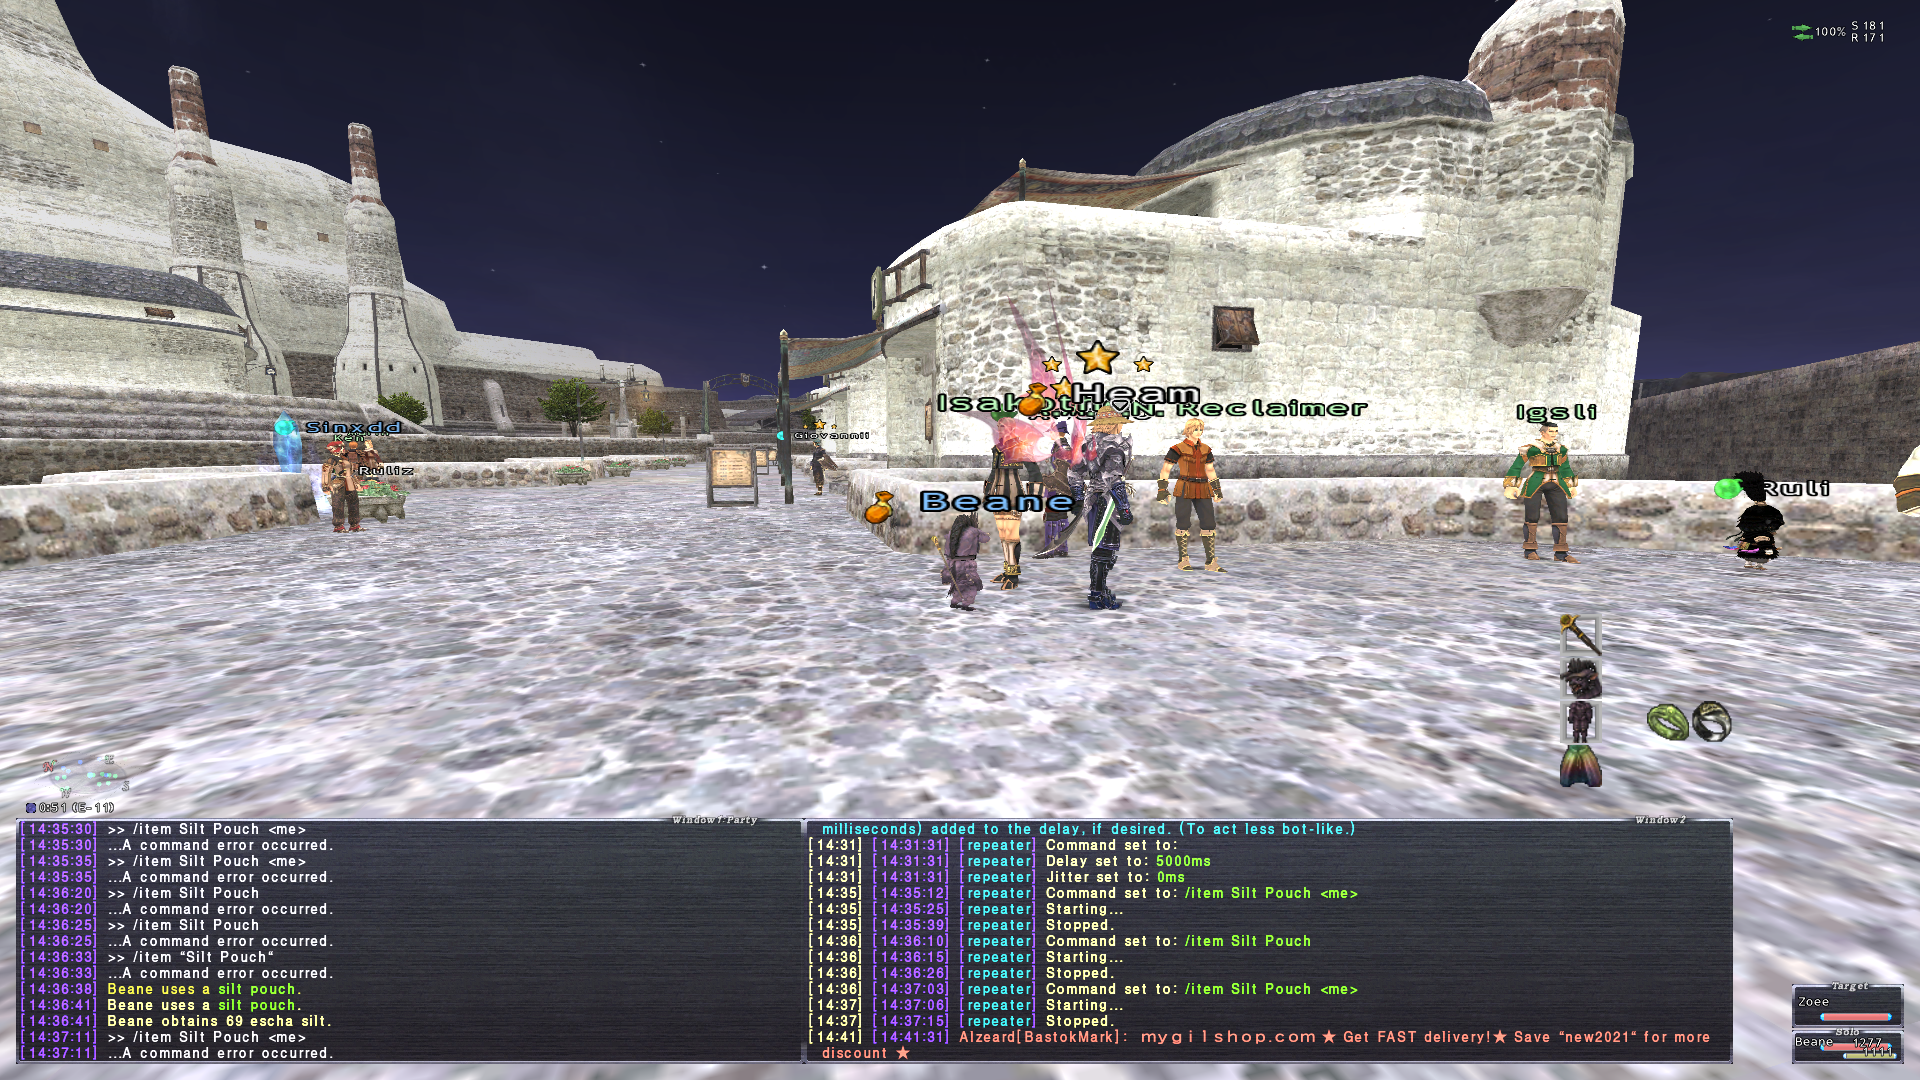 100% S 181
R 171
Heam
Reclaimer
Igsli
Sinxdd
Ken
Giovannii
Ruliz
Ruli
Beane
0:51 (E-11)
Window1:Party
[14:35:30] >> /item Silt Pouch <me>
[14:35:30] ...A command error occurred.
[14:35:35] >> /item Silt Pouch <me>
[14:35:35] ...A command error occurred.
[14:36:20] >> /item Silt Pouch
[14:36:20] ...A command error occurred.
[14:36:25] >> /item Silt Pouch
[14:36:25] ...A command error occurred.
[14:36:33] >> /item "Silt Pouch"
[14:36:33] ...A command error occurred.
[14:36:38] Beane uses a silt pouch.
[14:36:41] Beane uses a silt pouch.
[14:36:41] Beane obtains 69 escha silt.
[14:37:11] >> /item Silt Pouch <me>
[14:37:11] ...A command error occurred.
Window2
milliseconds) added to the delay, if desired. (To act less bot-like.)
[14:31] [14:31:31] [repeater] Command set to:
[14:31] [14:31:31] [repeater] Delay set to: 5000ms
[14:31] [14:31:31] [repeater] Jitter set to: 0ms
[14:35] [14:35:12] [repeater] Command set to: /item Silt Pouch <me>
[14:35] [14:35:25] [repeater] Starting...
[14:35] [14:35:39] [repeater] Stopped.
[14:36] [14:36:10] [repeater] Command set to: /item Silt Pouch
[14:36] [14:36:15] [repeater] Starting...
[14:36] [14:36:26] [repeater] Stopped.
[14:36] [14:37:03] [repeater] Command set to: /item Silt Pouch <me>
[14:37] [14:37:06] [repeater] Starting...
[14:37] [14:37:15] [repeater] Stopped.
[14:41] [14:41:31] Alzeard[BastokMark]: mygilshop.com ★ Get FAST delivery!★ Save "new2021" for more
discount ★
Target
Zoee
Solo
Beane 1277
1111